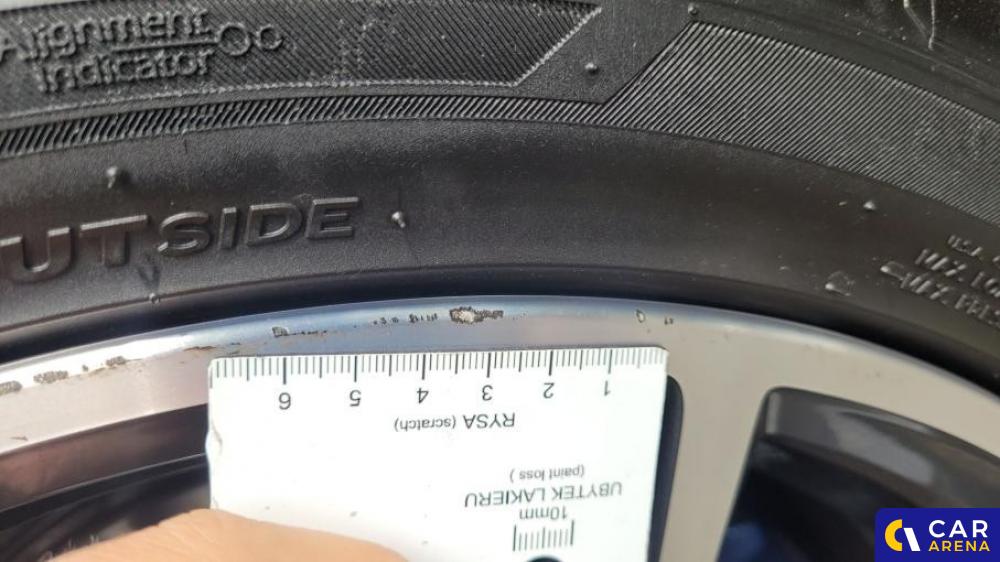 Alignment
Indicator
UTSIDE
6 5 4 3 2 1
RYSA (scratch)
(paint loss)
UBYTEK LAKIERU
10mm
CAR
ARENA